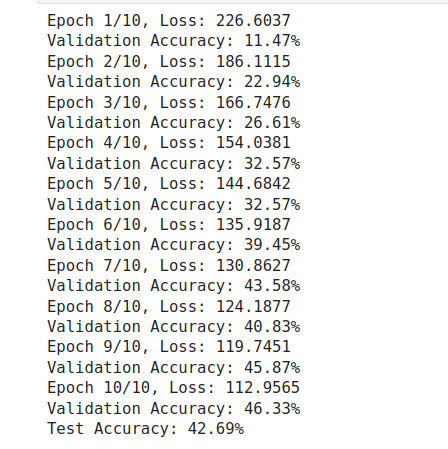 Epoch 1/10, Loss: 226.6037
Validation Accuracy: 11.47%
Epoch 2/10, Loss: 186.1115
Validation Accuracy: 22.94%
Epoch 3/10, Loss: 166.7476
Validation Accuracy: 26.61%
Epoch 4/10, Loss: 154.0381
Validation Accuracy: 32.57%
Epoch 5/10, Loss: 144.6842
Validation Accuracy: 32.57%
Epoch 6/10, Loss: 135.9187
Validation Accuracy: 39.45%
Epoch 7/10, Loss: 130.8627
Validation Accuracy: 43.58%
Epoch 8/10, Loss: 124.1877
Validation Accuracy: 40.83%
Epoch 9/10, Loss: 119.7451
Validation Accuracy: 45.87%
Epoch 10/10, Loss: 112.9565
Validation Accuracy: 46.33%
Test Accuracy: 42.69%